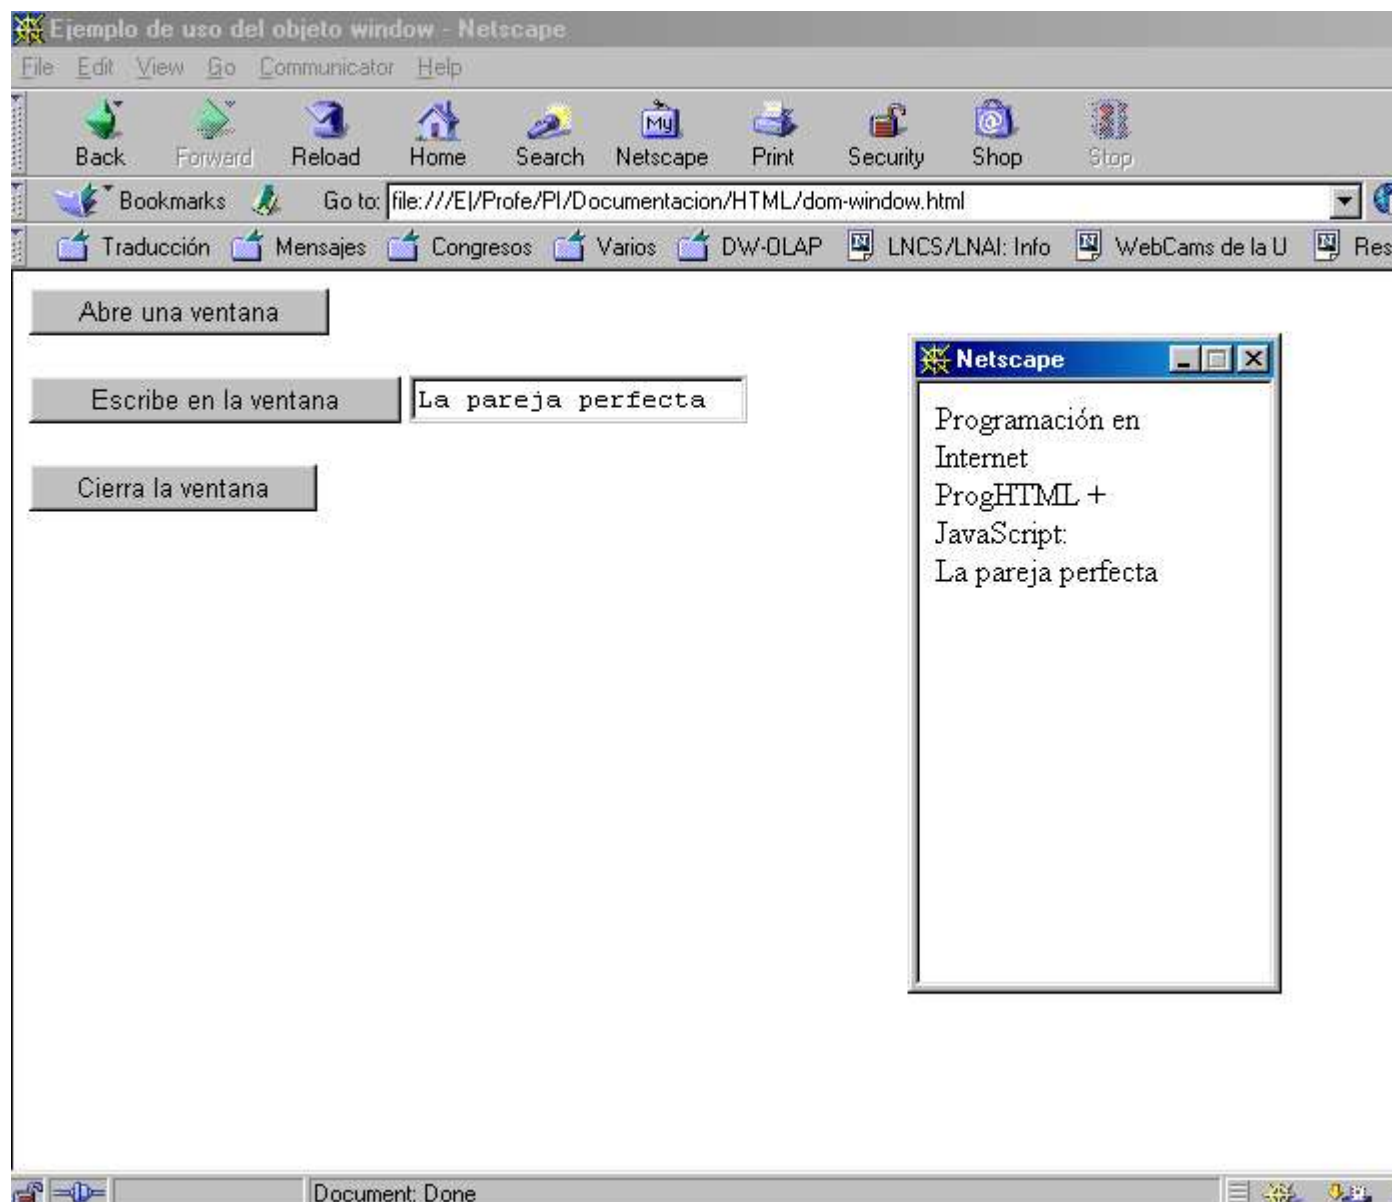 Ejemplo de uso del objeto window - Netscape
File Edit View Go Communicator Help
Back Forward Reload Home Search My Netscape Print Security Shop Stop
Bookmarks Go to: file:///E|/Profe/PI/Documentacion/HTML/dom-window.html
Traducción Mensajes Congresos Varios DW-OLAP LNCS/LNAI: Info WebCams de la U Res
Abre una ventana
Escribe en la ventana La pareja perfecta
Cierra la ventana
Netscape
Programación en
Internet
ProgHTML +
JavaScript:
La pareja perfecta
Document: Done